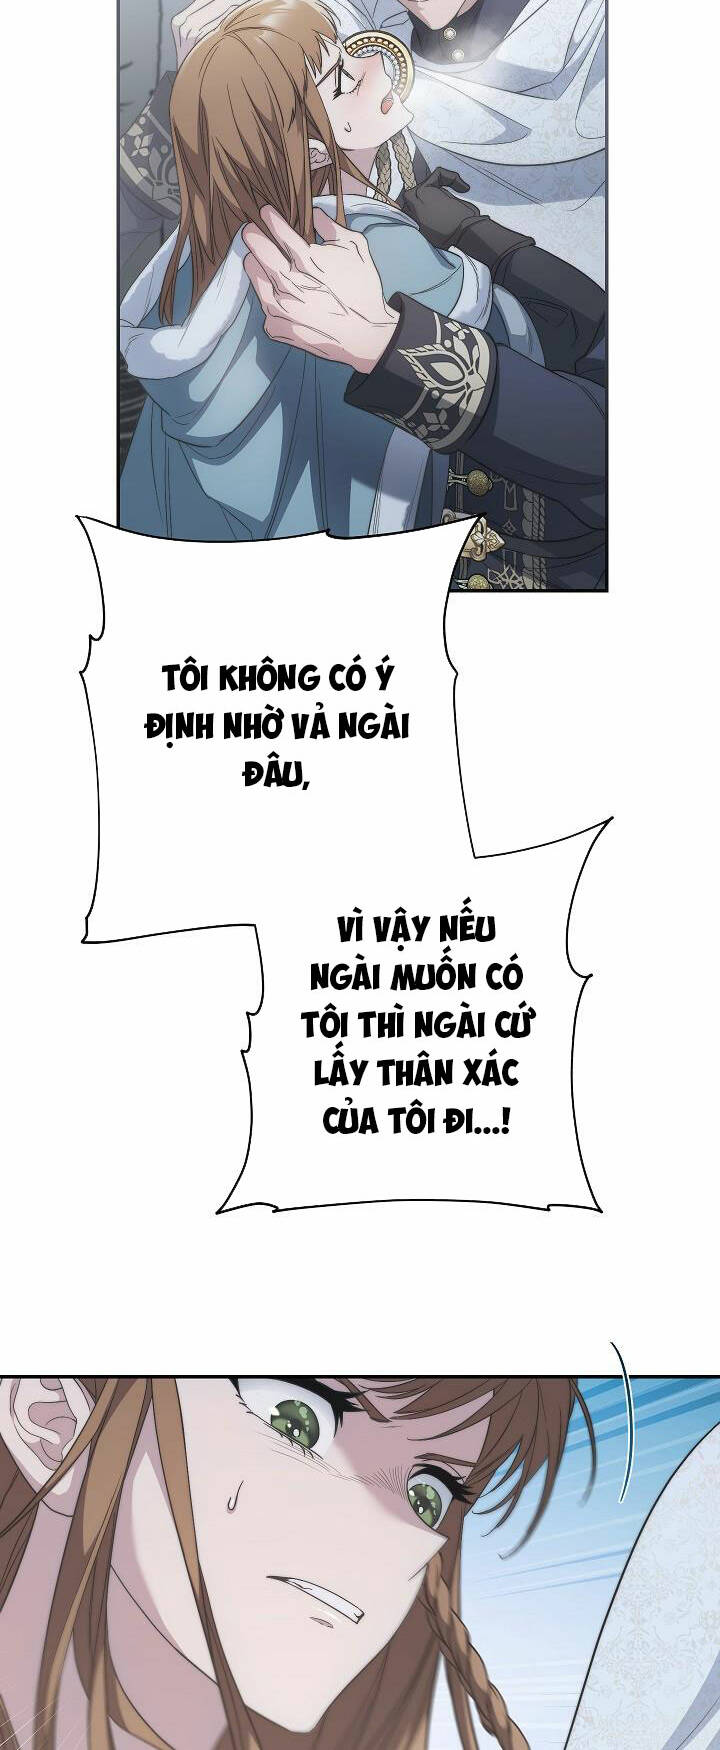 TÔI KHÔNG CÓ Ý
ĐỊNH NHỜ VẢ NGÀI
ĐÂU,
VÌ VẬY NẾU
NGÀI MUỐN CÓ
TÔI THÌ NGÀI CỨ
LẤY THÂN XÁC
CỦA TÔI ĐI...!